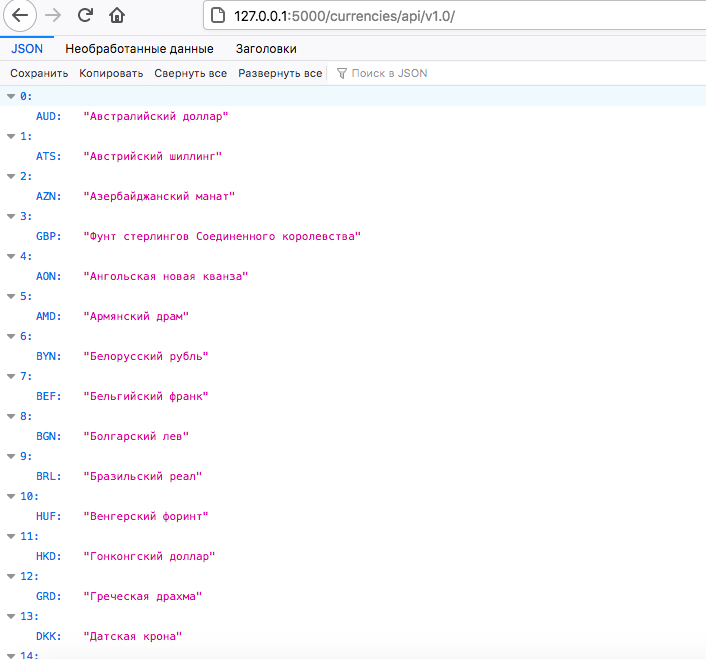 127.0.0.1:5000/currencies/api/v1.0/
JSON Необработанные данные Заголовки
Сохранить Копировать Свернуть все Развернуть все Поиск в JSON
0:
AUD: "Австралийский доллар"
1:
ATS: "Австрийский шиллинг"
2:
AZN: "Азербайджанский манат"
3:
GBP: "Фунт стерлингов Соединенного королевства"
4:
AON: "Ангольская новая кванза"
5:
AMD: "Армянский драм"
6:
BYN: "Белорусский рубль"
7:
BEF: "Бельгийский франк"
8:
BGN: "Болгарский лев"
9:
BRL: "Бразильский реал"
10:
HUF: "Венгерский форинт"
11:
HKD: "Гонконгский доллар"
12:
GRD: "Греческая драхма"
13:
DKK: "Датская крона"
14: